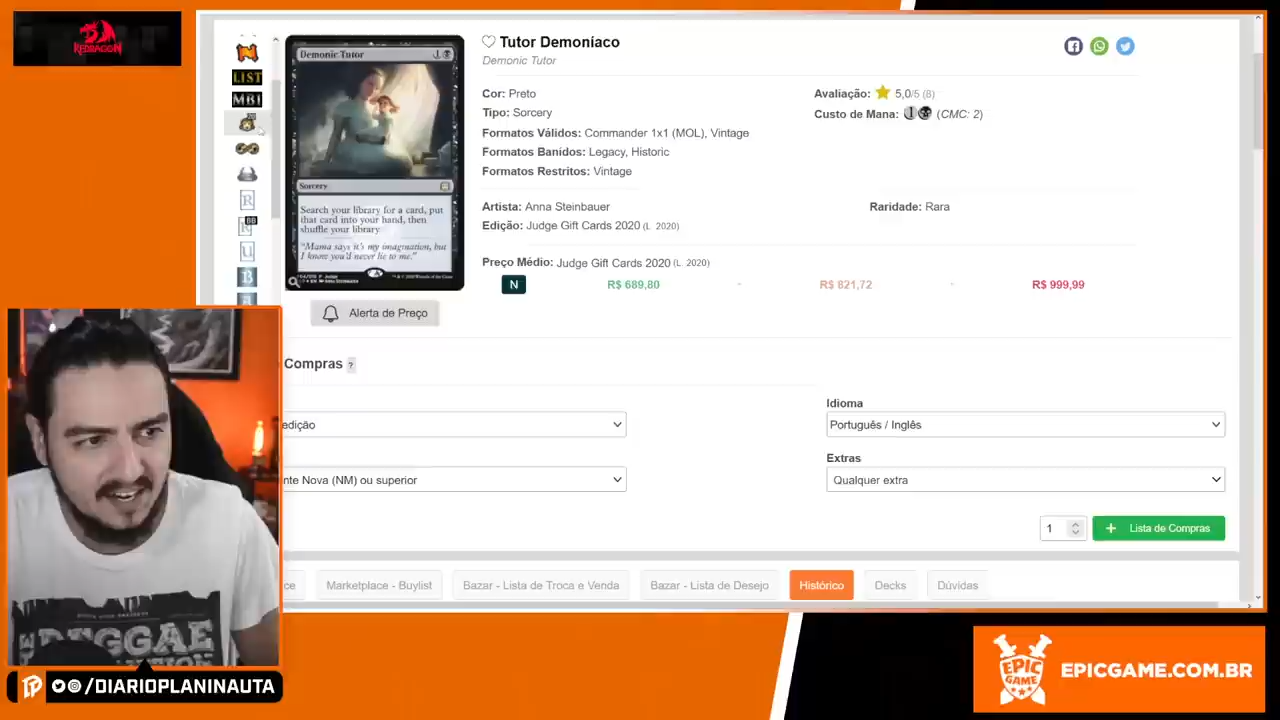 REDRAGON
LIST
MB1
R
R BB
U
B
Demonic Tutor
Sorcery
Search your library for a card, put
that card into your hand, then
shuffle your library.
"Mama says it's my imagination, but
I know you'd never lie to me."
Alerta de Preço
Tutor Demoníaco
Demonic Tutor
Cor: Preto
Tipo: Sorcery
Formatos Válidos: Commander 1x1 (MOL), Vintage
Formatos Banidos: Legacy, Historic
Formatos Restritos: Vintage
Avaliação: 5,0/5 (8)
Custo de Mana: (CMC: 2)
Artista: Anna Steinbauer
Raridade: Rara
Edição: Judge Gift Cards 2020 (L. 2020)
Preço Médio: Judge Gift Cards 2020 (L. 2020)
N R$ 689,80 - R$ 821,72 - R$ 999,99
Compras ?
edição
Idioma
Português / Inglês
nte Nova (NM) ou superior
Extras
Qualquer extra
1 + Lista de Compras
ce Marketplace - Buylist Bazar - Lista de Troca e Venda Bazar - Lista de Desejo Histórico Decks Dúvidas
REGGAE
/DIARIOPLANINAUTA
EPIC
GAME
EPICGAME.COM.BR